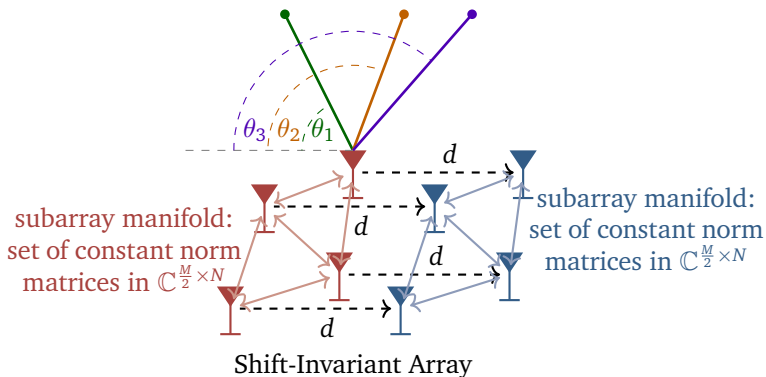 θ₃ θ₂ θ₁
d
subarray manifold:
set of constant norm
matrices in ℂ^{M/2 × N}
d
d
d
subarray manifold:
set of constant norm
matrices in ℂ^{M/2 × N}
Shift-Invariant Array